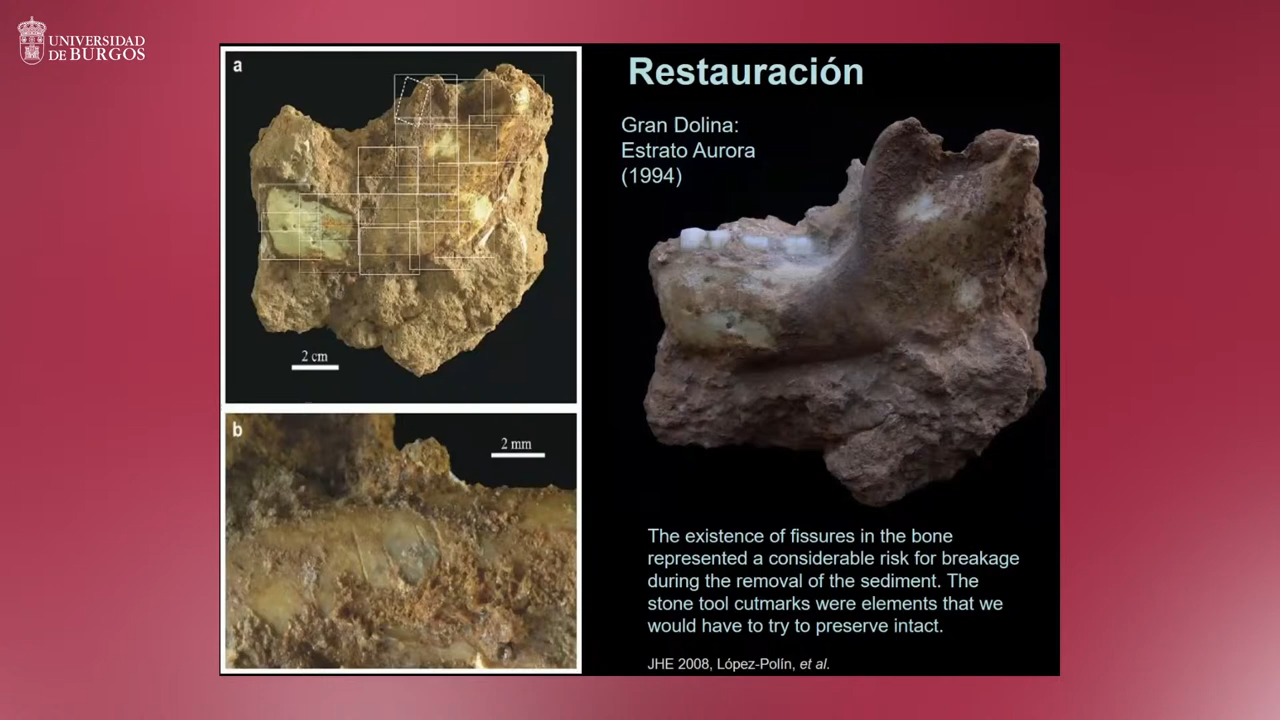 UNIVERSIDAD
DE BURGOS
a
2 cm
b
2 mm
Restauración
Gran Dolina:
Estrato Aurora
(1994)
The existence of fissures in the bone
represented a considerable risk for breakage
during the removal of the sediment. The
stone tool cutmarks were elements that we
would have to try to preserve intact.
JHE 2008, López-Polín, et al.